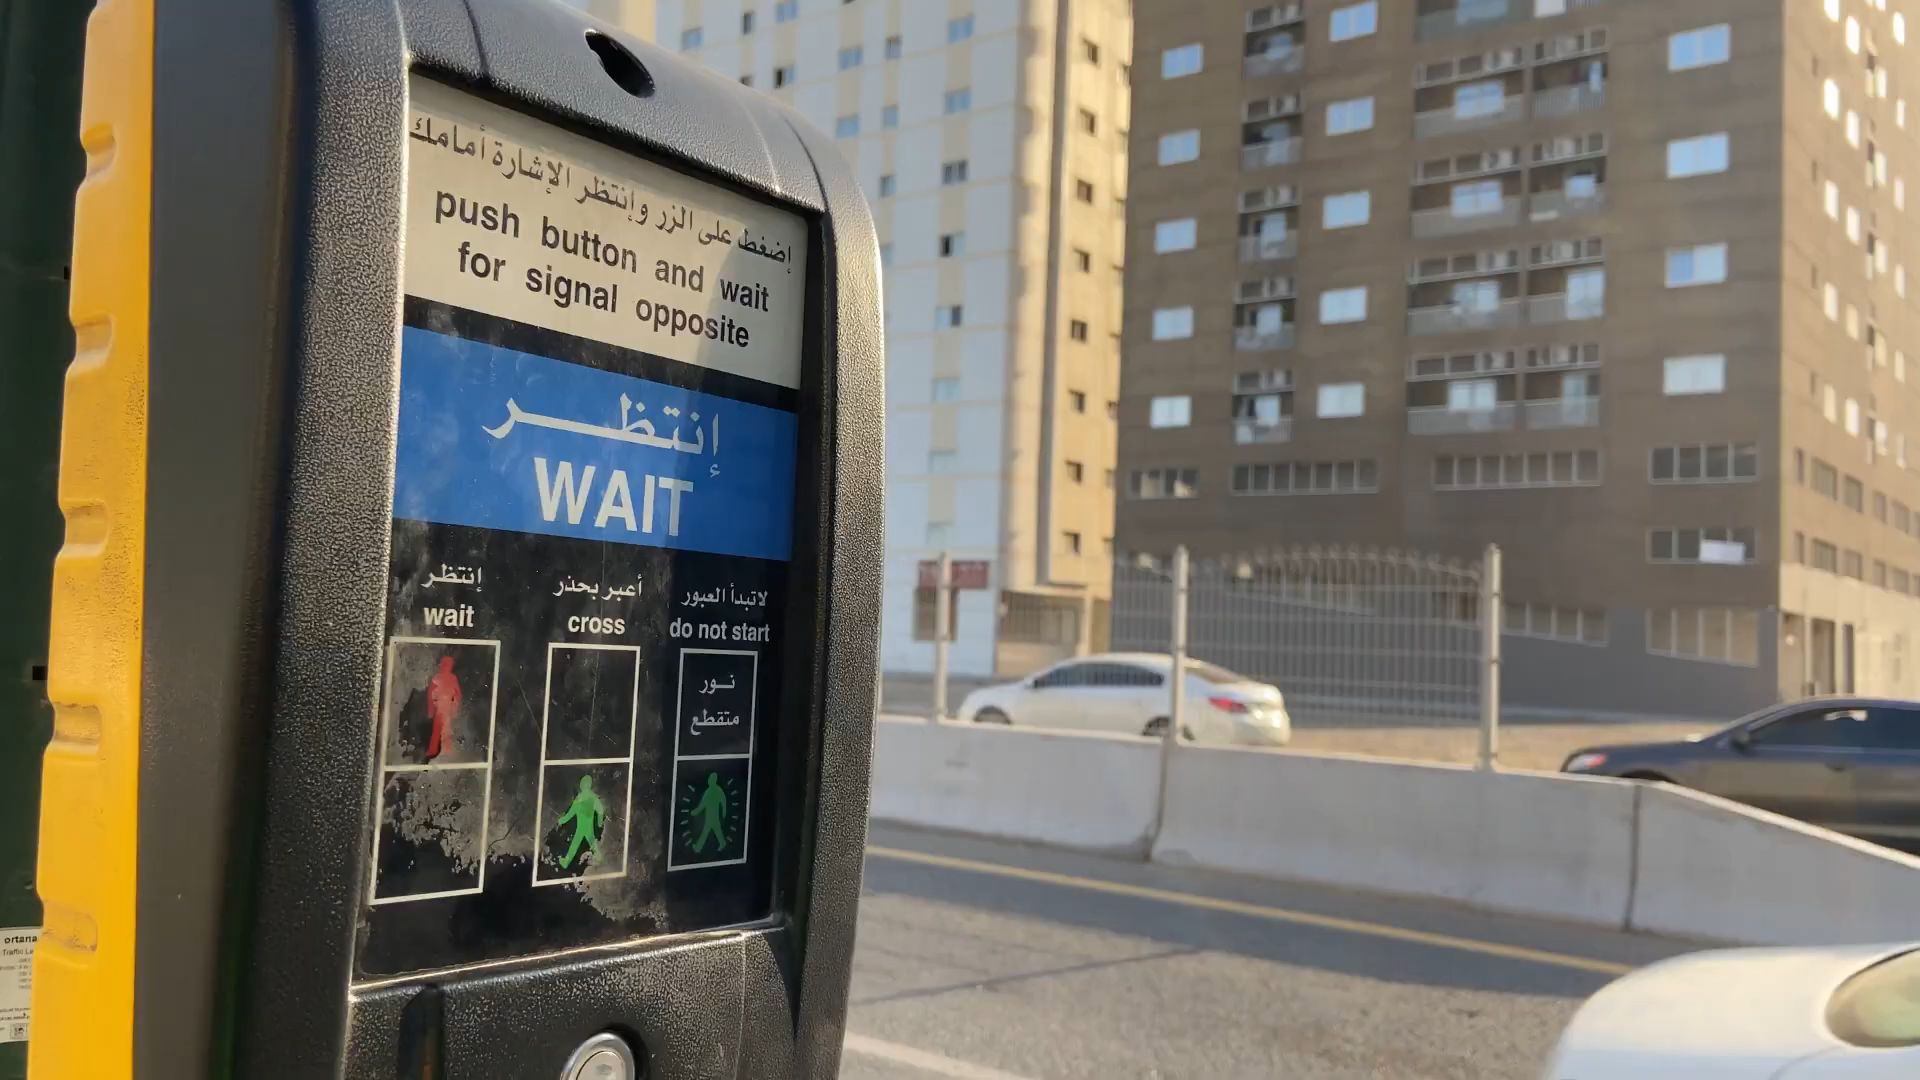 إضغط على الزر وإنتظر الإشارة أمامك
push button and wait
for signal opposite
إنتظر
WAIT
إنتظر
wait
أعبر بحذر
cross
لاتبدأ العبور
do not start
نور
متقطع
ortana